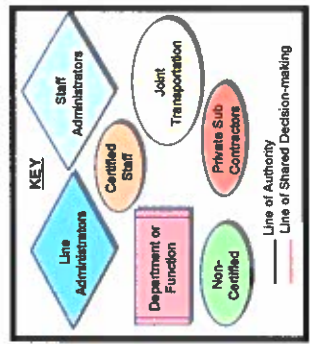 KEY
Line
Administrators
Staff
Administrators
Certified Staff
Department or
Function
Joint
Transportation
Non-
Certified
Private Sub
Contractors
Line of Authority
Line of Shared Decision-making